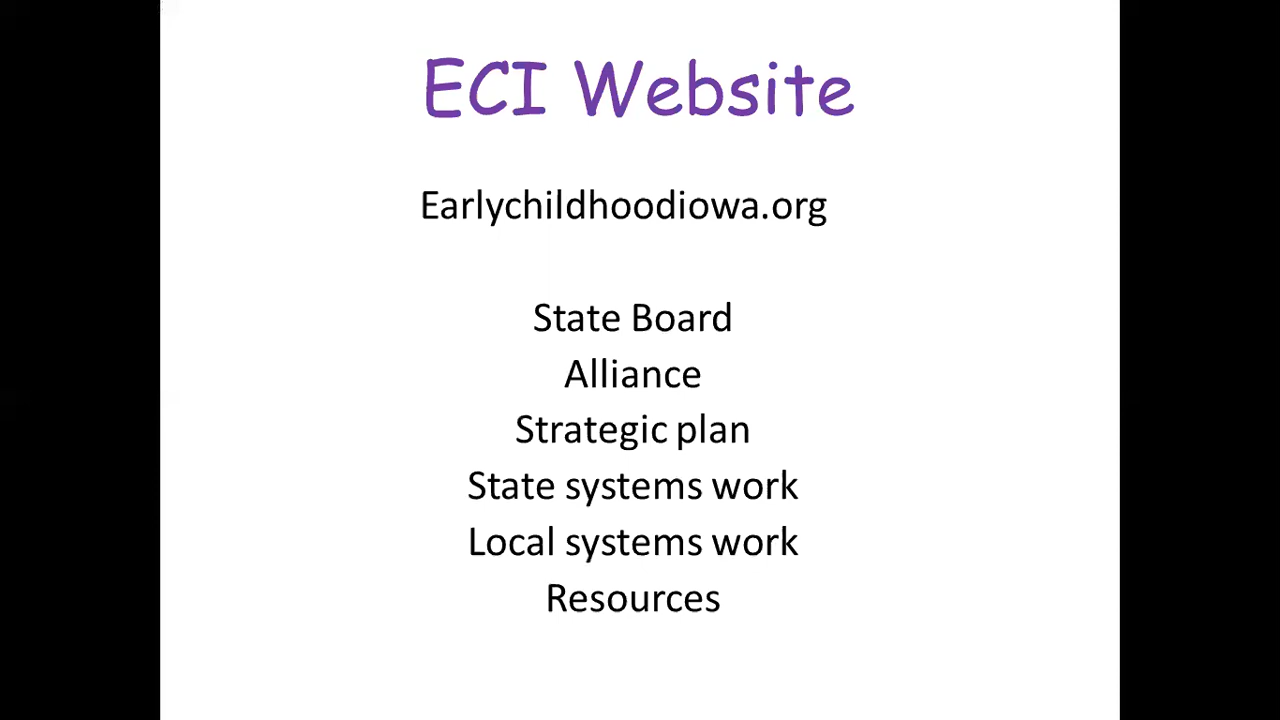 ECI Website
Earlychildhoodiowa.org
State Board
Alliance
Strategic plan
State systems work
Local systems work
Resources